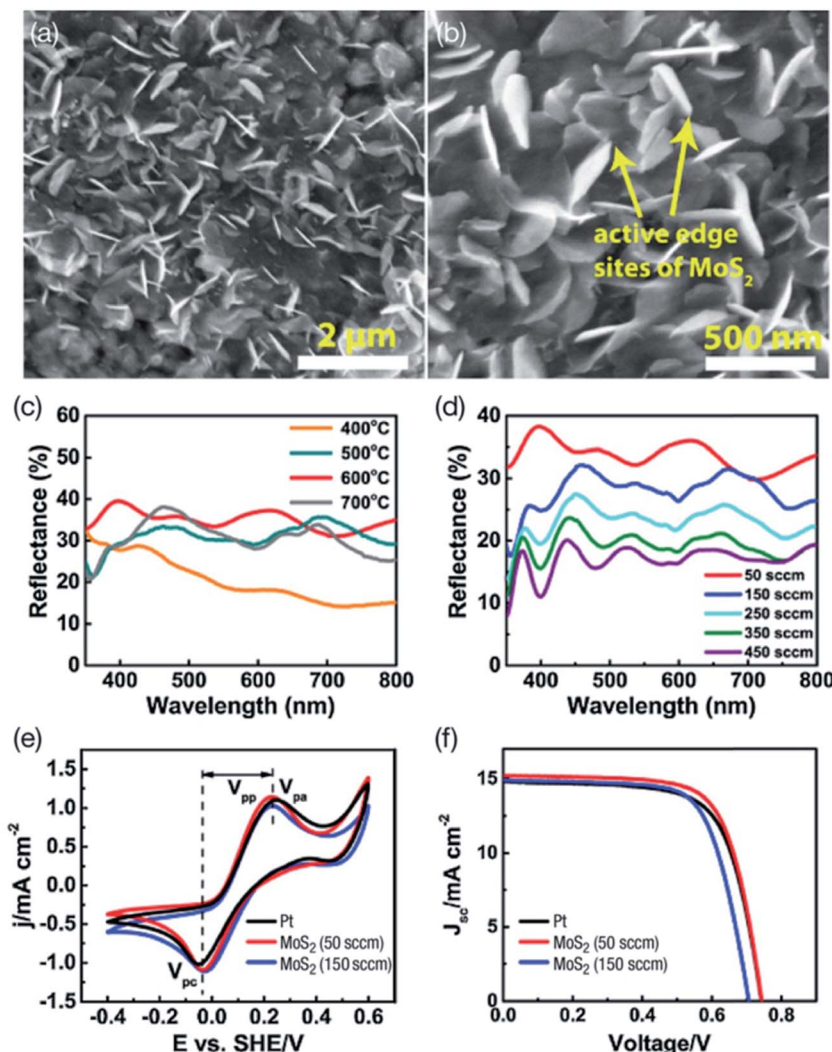 (a)
2 µm
(b)
active edge
sites of MoS₂
500 nm
(c)
60
50
40
30
20
10
0
Reflectance (%)
400°C
500°C
600°C
700°C
400 500 600 700 800
Wavelength (nm)
(d)
40
30
20
10
0
Reflectance (%)
50 sccm
150 sccm
250 sccm
350 sccm
450 sccm
400 500 600 700 800
Wavelength (nm)
(e)
1.5
1.0
0.5
0.0
-0.5
-1.0
-1.5
j/mA cm⁻²
Vpp
Vpa
Vpc
Pt
MoS₂ (50 sccm)
MoS₂ (150 sccm)
-0.4 -0.2 0.0 0.2 0.4 0.6
E vs. SHE/V
(f)
15
10
5
0
Jsc/mA cm⁻²
Pt
MoS₂ (50 sccm)
MoS₂ (150 sccm)
0.0 0.2 0.4 0.6 0.8
Voltage/V